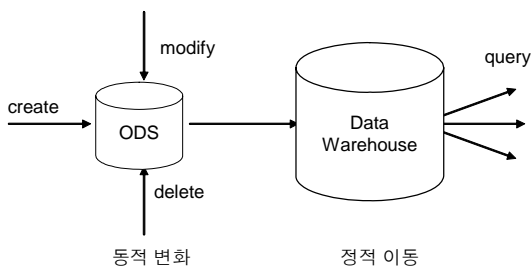 modify
query
create
ODS
Data
Warehouse
delete
동적 변화
정적 이동